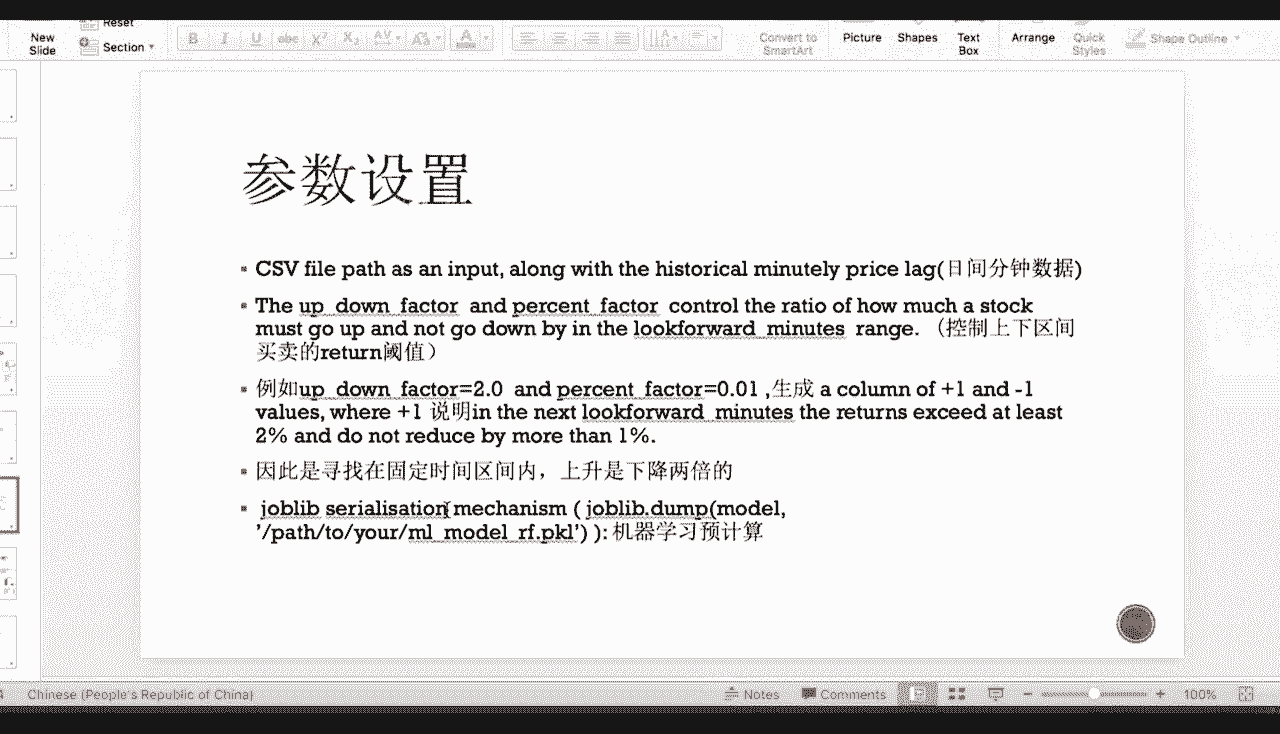 Reset
New
Slide
Section
B I U abc X² X₂ AV Aa A
Convert to
SmartArt
Picture
Shapes
Text
Box
Arrange
Quick
Styles
Shape Outline
参数设置
CSV file path as an input, along with the historical minutely price lag(日间分钟数据)
The up_down_factor and percent_factor control the ratio of how much a stock
must go up and not go down by in the lookforward_minutes range. （控制上下区间
买卖的return阈值）
例如up_down_factor=2.0 and percent_factor=0.01 ,生成 a column of +1 and -1
values, where +1 说明in the next lookforward_minutes the returns exceed at least
2% and do not reduce by more than 1%.
因此是寻找在固定时间区间内，上升是下降两倍的
joblib serialisation mechanism ( joblib.dump(model,
’/path/to/your/ml_model_rf.pkl’) ): 机器学习预计算
4
Chinese (People's Republic of China)
Notes
Comments
100%